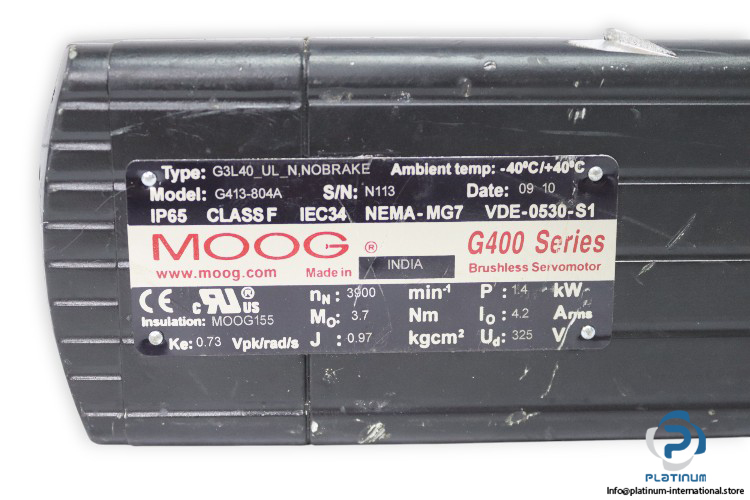 Type: G3L40_UL_N,NOBRAKE Ambient temp: -40°C/+40°C
Model: G413-804A S/N: N113 Date: 09 10
IP65 CLASS F IEC34 NEMA-MG7 VDE-0530-S1
MOOG ® G400 Series
www.moog.com Made in INDIA Brushless Servomotor
CE c RU ® US nN: 3900 min-¹ P: 1.4 kW
Insulation: MOOG155 Mo: 3.7 Nm Io: 4.2 Arms
Ke: 0.73 Vpk/rad/s J: 0.97 kgcm² Ud: 325 V
PLATINUM
Info@platinum-international.store